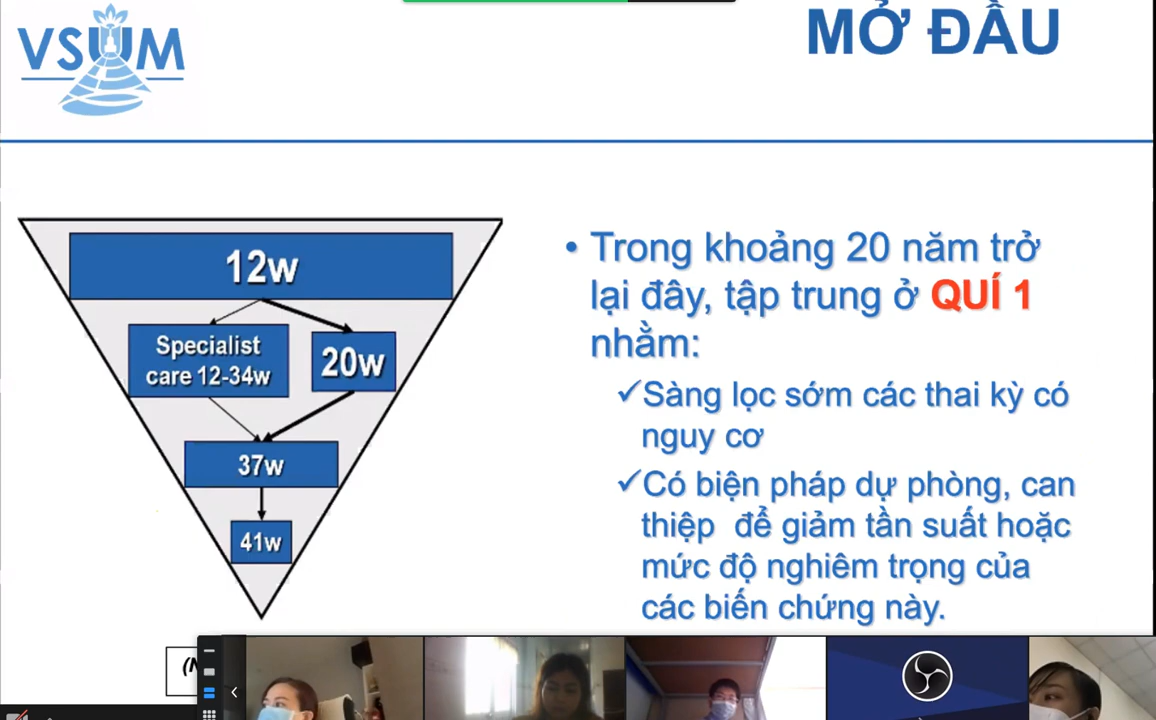 VSUM
MỞ ĐẦU
12w
Specialist
care 12-34w
20w
37w
41w
• Trong khoảng 20 năm trở
lại đây, tập trung ở QUÍ 1
nhằm:
✓Sàng lọc sớm các thai kỳ có
nguy cơ
✓Có biện pháp dự phòng, can
thiệp để giảm tần suất hoặc
mức độ nghiêm trọng của
các biến chứng này.